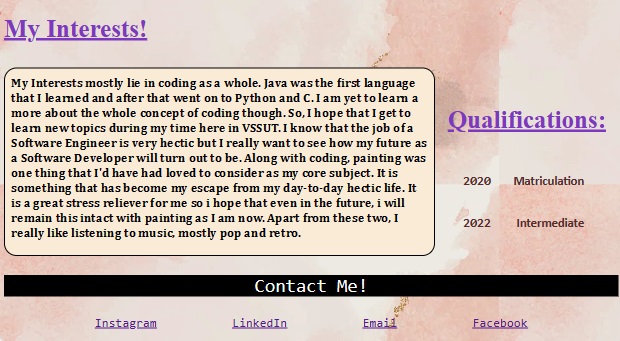 My Interests!
My Interests mostly lie in coding as a whole. Java was the first language
that I learned and after that went on to Python and C. I am yet to learn a
more about the whole concept of coding though. So, I hope that I get to
learn new topics during my time here in VSSUT. I know that the job of a
Software Engineer is very hectic but I really want to see how my future as
a Software Developer will turn out to be. Along with coding, painting was
one thing that I'd have had loved to consider as my core subject. It is
something that has become my escape from my day-to-day hectic life. It
is a great stress reliever for me so i hope that even in the future, i will
remain this intact with painting as I am now. Apart from these two, I
really like listening to music, mostly pop and retro.
Qualifications:
2020 Matriculation
2022 Intermediate
Contact Me!
Instagram LinkedIn Email Facebook